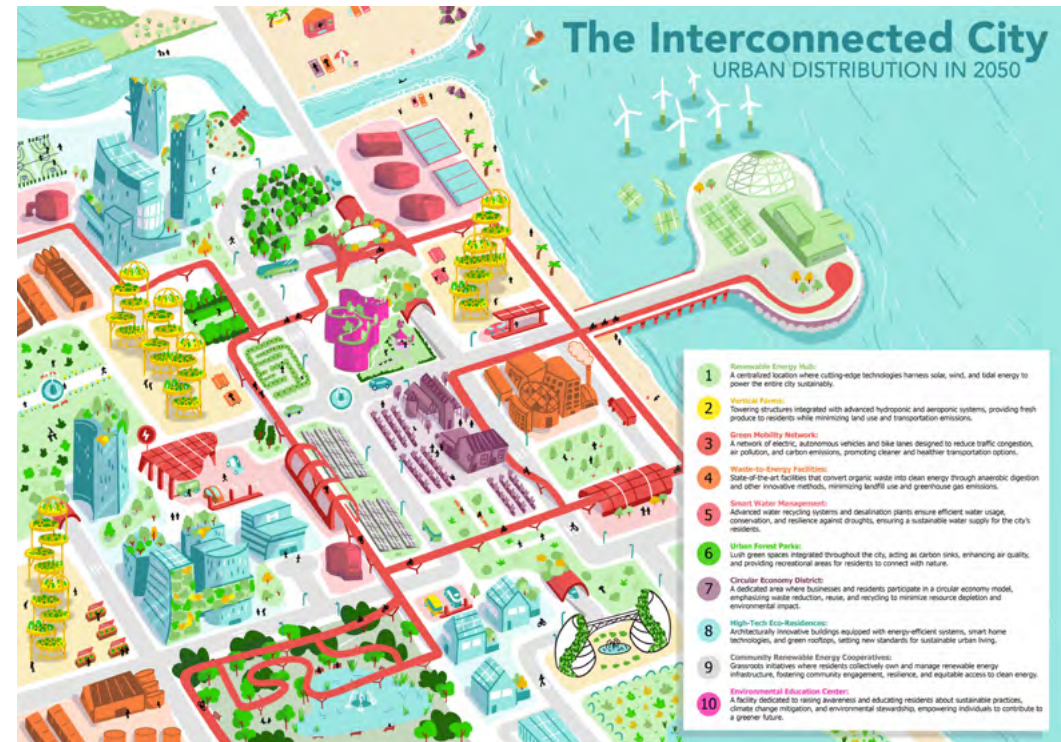 The Interconnected City
URBAN DISTRIBUTION IN 2050
1
Renewable Energy Hub:
A centralized location where cutting-edge technologies harness solar, wind, and tidal energy to
power the entire city sustainably.
2
Vertical Farms:
Towering structures integrated with advanced hydroponic and aeroponic systems, providing fresh
produce to residents while minimizing land use and transportation emissions.
3
Green Mobility Network:
A network of electric, autonomous vehicles and bike lanes designed to reduce traffic congestion,
air pollution, and carbon emissions, promoting cleaner and healthier transportation options.
4
Waste-to-Energy Facilities:
State-of-the-art facilities that convert organic waste into clean energy through anaerobic digestion
and other innovative methods, minimizing landfill use and greenhouse gas emissions.
5
Smart Water Management:
Advanced water recycling systems and desalination plants ensure efficient water usage,
conservation, and resilience against droughts, ensuring a sustainable water supply for the city's
residents.
6
Urban Forest Parks:
Lush green spaces integrated throughout the city, acting as carbon sinks, enhancing air quality,
and providing recreational areas for residents to connect with nature.
7
Circular Economy District:
A dedicated area where businesses and residents participate in a circular economy model,
emphasizing waste reduction, reuse, and recycling to minimize resource depletion and
environmental impact.
8
High-Tech Eco-Residences:
Architecturally innovative buildings equipped with energy-efficient systems, smart home
technologies, and green rooftops, setting new standards for sustainable urban living.
9
Community Renewable Energy Cooperatives:
Grassroots initiatives where residents collectively own and manage renewable energy
infrastructure, fostering community engagement, resilience, and equitable access to clean energy.
10
Environmental Education Center:
A facility dedicated to raising awareness and educating residents about sustainable practices,
climate change mitigation, and environmental stewardship, empowering individuals to contribute to
a greener future.